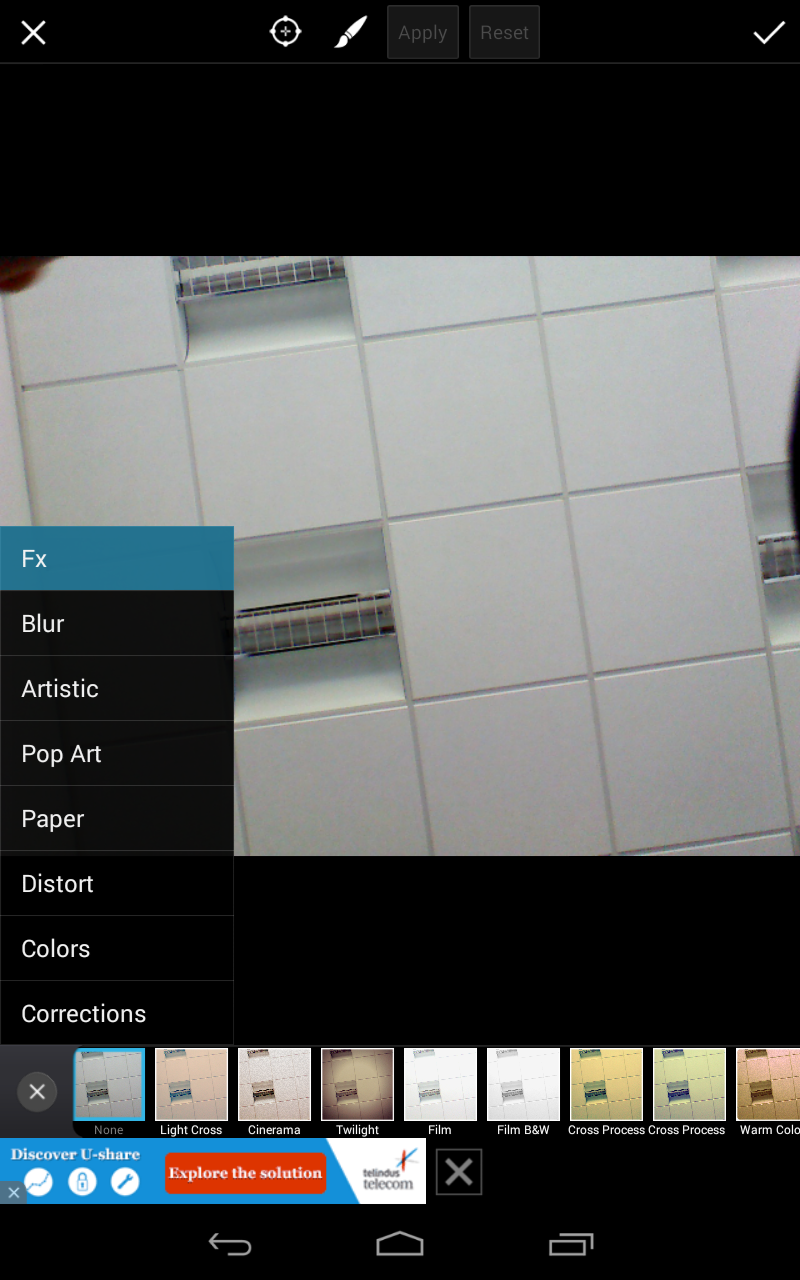 Apply
Reset
Fx
Blur
Artistic
Pop Art
Paper
Distort
Colors
Corrections
None
Light Cross
Cinerama
Twilight
Film
Film B&W
Cross Process
Cross Process
Warm Colo
Discover U-share
Explore the solution
telindus
telecom